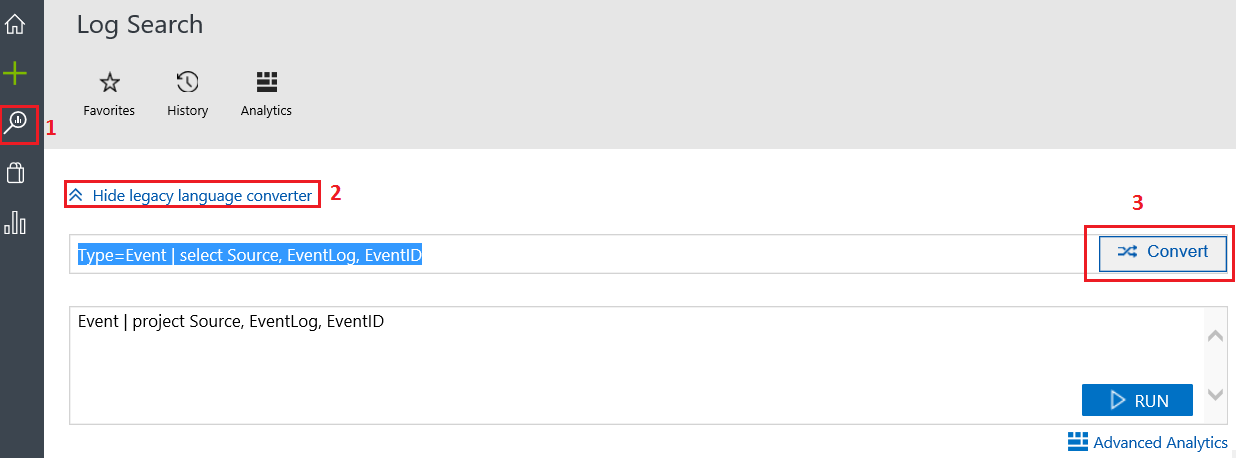 Log Search
Favorites
History
Analytics
1
Hide legacy language converter
2
3
Type=Event | select Source, EventLog, EventID
Convert
Event | project Source, EventLog, EventID
RUN
Advanced Analytics